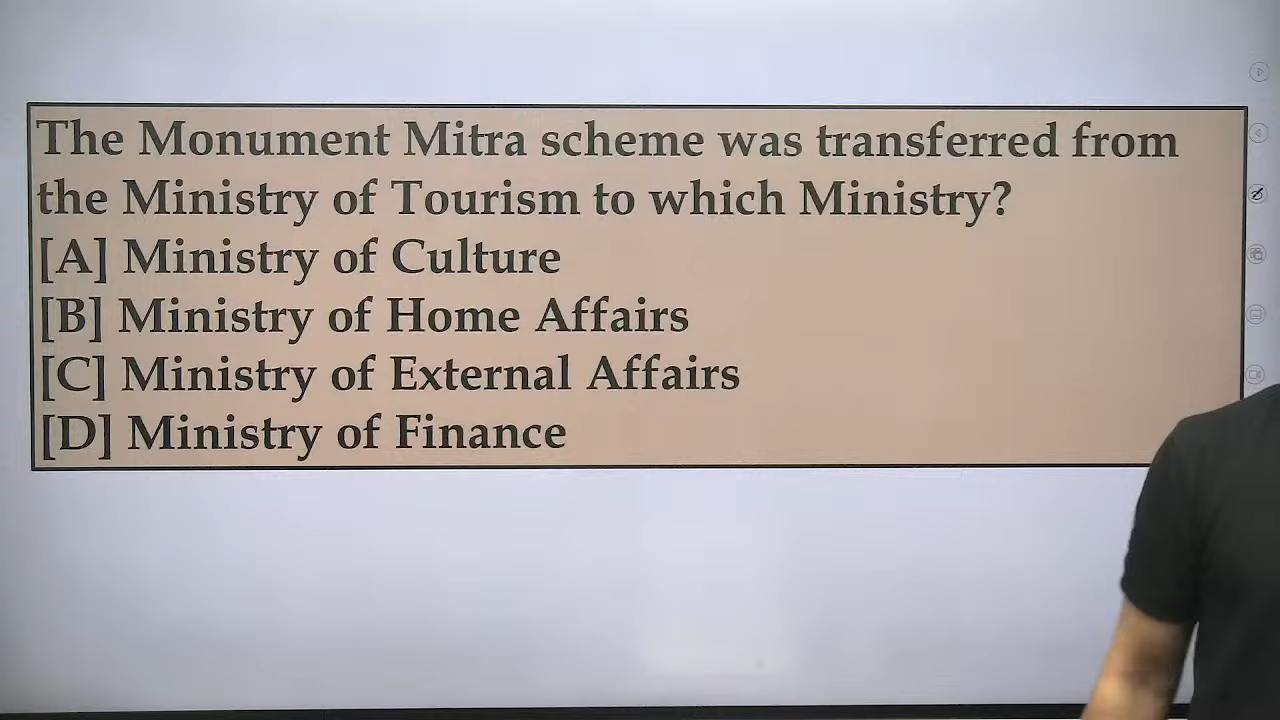 The Monument Mitra scheme was transferred from
the Ministry of Tourism to which Ministry?
[A] Ministry of Culture
[B] Ministry of Home Affairs
[C] Ministry of External Affairs
[D] Ministry of Finance